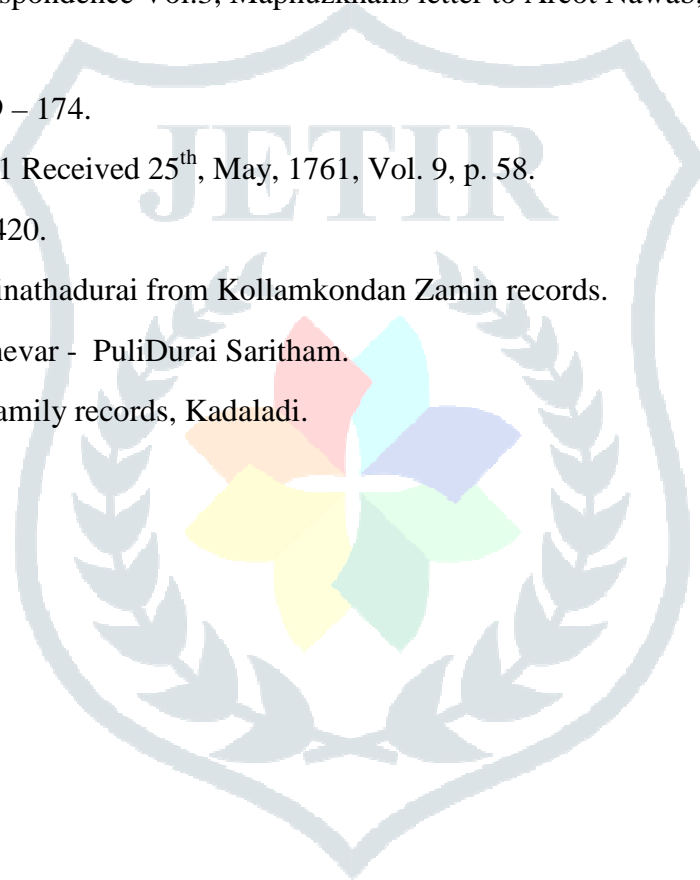 spondence Vol.3, Maphuzkhans letter to Arcot Nawab,
– 174.
1 Received 25th, May, 1761, Vol. 9, p. 58.
420.
inathadurai from Kollamkondan Zamin records.
evar - PuliDurai Saritham.
amily records, Kadaladi.
JETIR